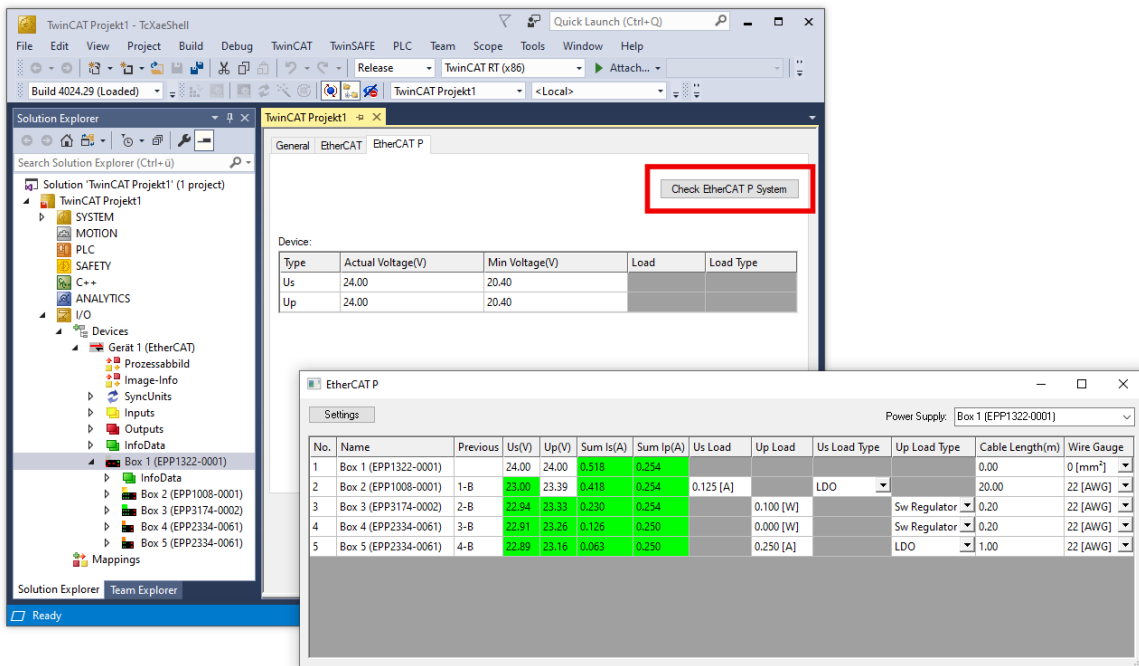 TwinCAT Projekt1 - TcXaeShell
Quick Launch (Ctrl+Q)
File Edit View Project Build Debug TwinCAT TwinSAFE PLC Team Scope Tools Window Help
Release TwinCAT RT (x86) Attach...
Build 4024.29 (Loaded) TwinCAT Projekt1 <Local>
Solution Explorer
Search Solution Explorer (Ctrl+ü)
Solution 'TwinCAT Projekt1' (1 project)
TwinCAT Projekt1
SYSTEM
MOTION
PLC
SAFETY
C++
ANALYTICS
I/O
Devices
Gerät 1 (EtherCAT)
Prozessabbild
Image-Info
SyncUnits
Inputs
Outputs
InfoData
Box 1 (EPP1322-0001)
InfoData
Box 2 (EPP1008-0001)
Box 3 (EPP3174-0002)
Box 4 (EPP2334-0061)
Box 5 (EPP2334-0061)
Mappings
Solution Explorer Team Explorer
Ready
TwinCAT Projekt1
General EtherCAT EtherCAT P
Check EtherCAT P System
Device:
Type Actual Voltage(V) Min Voltage(V) Load Load Type
Us 24.00 20.40
Up 24.00 20.40
EtherCAT P
Settings Power Supply: Box 1 (EPP1322-0001)
No. Name Previous Us(V) Up(V) Sum Is(A) Sum Ip(A) Us Load Up Load Us Load Type Up Load Type Cable Length(m) Wire Gauge
1 Box 1 (EPP1322-0001) 24.00 24.00 0.518 0.254 0.00 0 [mm²]
2 Box 2 (EPP1008-0001) 1-B 23.00 23.39 0.418 0.254 0.125 [A] LDO 20.00 22 [AWG]
3 Box 3 (EPP3174-0002) 2-B 22.94 23.33 0.230 0.254 0.100 [W] Sw Regulator 0.20 22 [AWG]
4 Box 4 (EPP2334-0061) 3-B 22.91 23.26 0.126 0.250 0.000 [W] Sw Regulator 0.20 22 [AWG]
5 Box 5 (EPP2334-0061) 4-B 22.89 23.16 0.063 0.250 0.250 [A] LDO 1.00 22 [AWG]